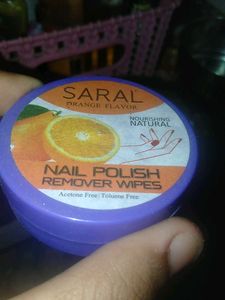 SARAL
ORANGE FLAVOR
NOURISHING
NATURAL
NAIL POLISH
REMOVER WIPES
Acetone Free | Toluene Free